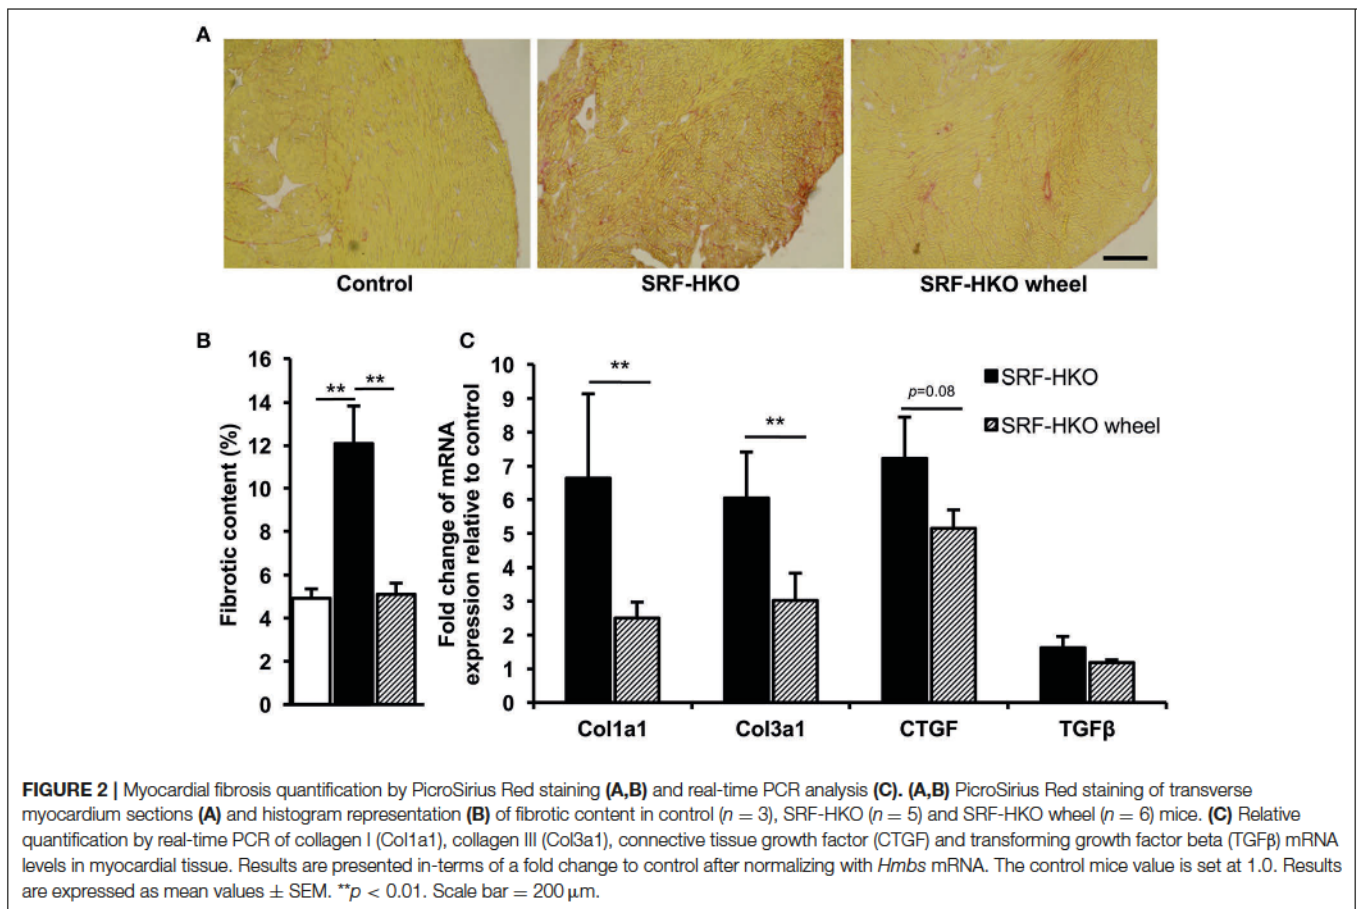 A
Control
SRF-HKO
SRF-HKO wheel
B
16
14
12
10
8
6
4
2
0
Fibrotic content (%)
**
**
C
10
9
8
7
6
5
4
3
2
1
0
Fold change of mRNA
expression relative to control
**
**
p=0.08
SRF-HKO
SRF-HKO wheel
Col1a1
Col3a1
CTGF
TGFβ
FIGURE 2 | Myocardial fibrosis quantification by PicroSirius Red staining (A,B) and real-time PCR analysis (C). (A,B) PicroSirius Red staining of transverse
myocardium sections (A) and histogram representation (B) of fibrotic content in control (n = 3), SRF-HKO (n = 5) and SRF-HKO wheel (n = 6) mice. (C) Relative
quantification by real-time PCR of collagen I (Col1a1), collagen III (Col3a1), connective tissue growth factor (CTGF) and transforming growth factor beta (TGFβ) mRNA
levels in myocardial tissue. Results are presented in-terms of a fold change to control after normalizing with Hmbs mRNA. The control mice value is set at 1.0. Results
are expressed as mean values ± SEM. **p < 0.01. Scale bar = 200 μm.